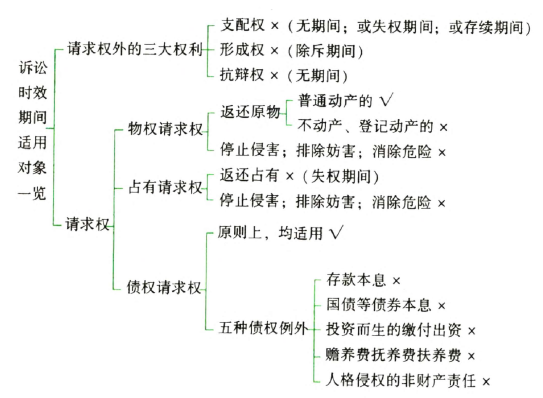 诉讼
时效
期间
适用
对象
一览
请求权外的三大权利
支配权 ×（无期间；或失权期间；或存续期间）
形成权 ×（除斥期间）
抗辩权 ×（无期间）
请求权
物权请求权
返还原物
普通动产的 √
不动产、登记动产的 ×
停止侵害；排除妨害；消除危险 ×
占有请求权
返还占有 ×（失权期间）
停止侵害；排除妨害；消除危险 ×
债权请求权
原则上，均适用 √
五种债权例外
存款本息 ×
国债等债券本息 ×
投资而生的缴付出资 ×
赡养费抚养费扶养费 ×
人格侵权的非财产责任 ×